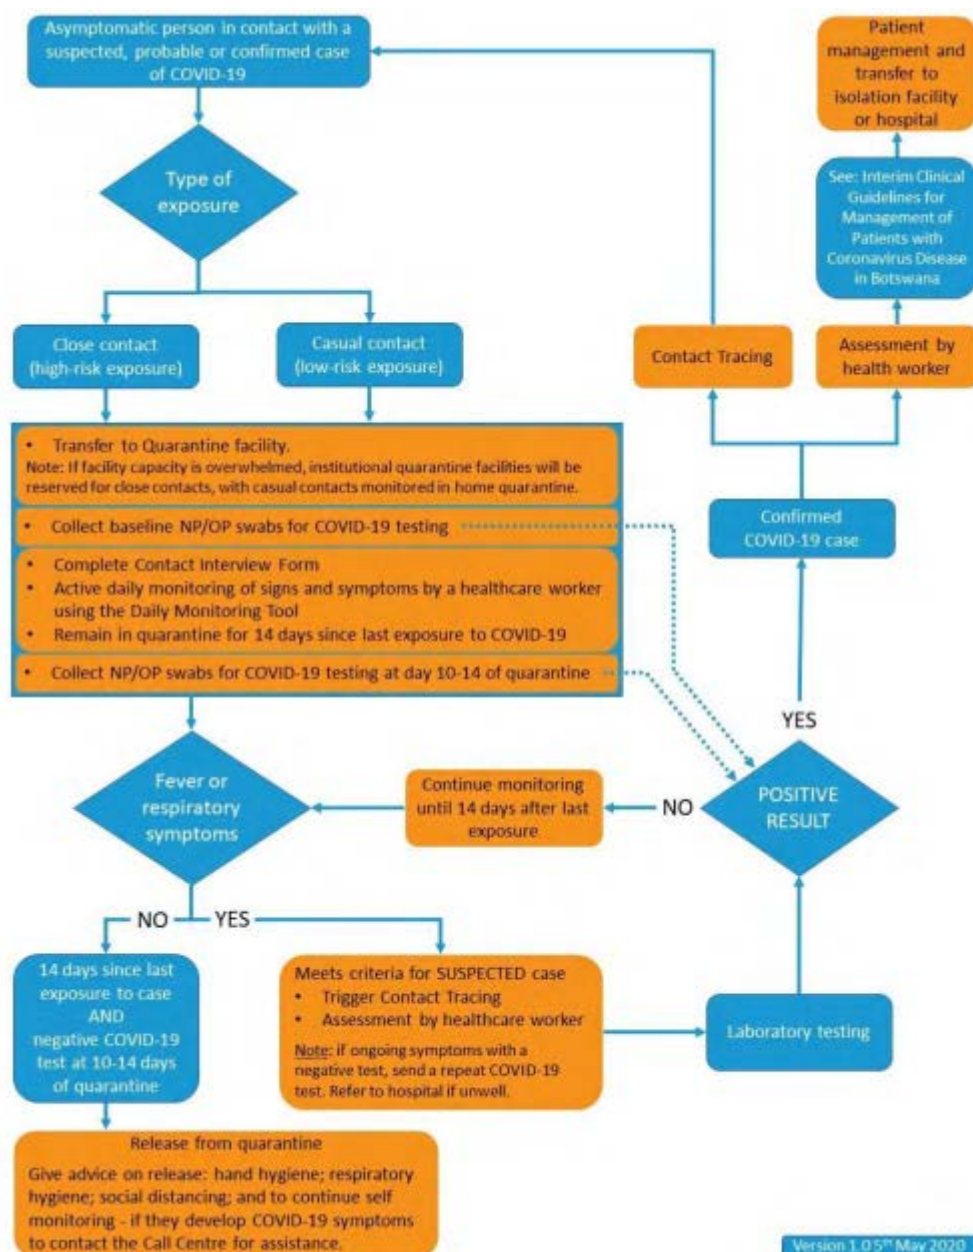 Asymptomatic person in contact with a
suspected, probable or confirmed case
of COVID-19
Type of
exposure
Close contact
(high-risk exposure)
Casual contact
(low-risk exposure)
• Transfer to Quarantine facility.
Note: If facility capacity is overwhelmed, institutional quarantine facilities will be
reserved for close contacts, with casual contacts monitored in home quarantine.
• Collect baseline NP/OP swabs for COVID-19 testing
• Complete Contact Interview Form
• Active daily monitoring of signs and symptoms by a healthcare worker
using the Daily Monitoring Tool
• Remain in quarantine for 14 days since last exposure to COVID-19
• Collect NP/OP swabs for COVID-19 testing at day 10-14 of quarantine
Fever or
respiratory
symptoms
NO
YES
14 days since last
exposure to case
AND
negative COVID-19
test at 10-14 days
of quarantine
Release from quarantine
Give advice on release: hand hygiene; respiratory
hygiene; social distancing; and to continue self
monitoring - if they develop COVID-19 symptoms
to contact the Call Centre for assistance.
Meets criteria for SUSPECTED case
• Trigger Contact Tracing
• Assessment by healthcare worker
Note: if ongoing symptoms with a
negative test, send a repeat COVID-19
test. Refer to hospital if unwell.
Laboratory testing
POSITIVE
RESULT
NO
Continue monitoring
until 14 days after last
exposure
YES
Confirmed
COVID-19 case
Contact Tracing
Assessment by
health worker
See: Interim Clinical
Guidelines for
Management of
Patients with
Coronavirus Disease
in Botswana
Patient
management and
transfer to
isolation facility
or hospital
Version 1.0 5th May 2020